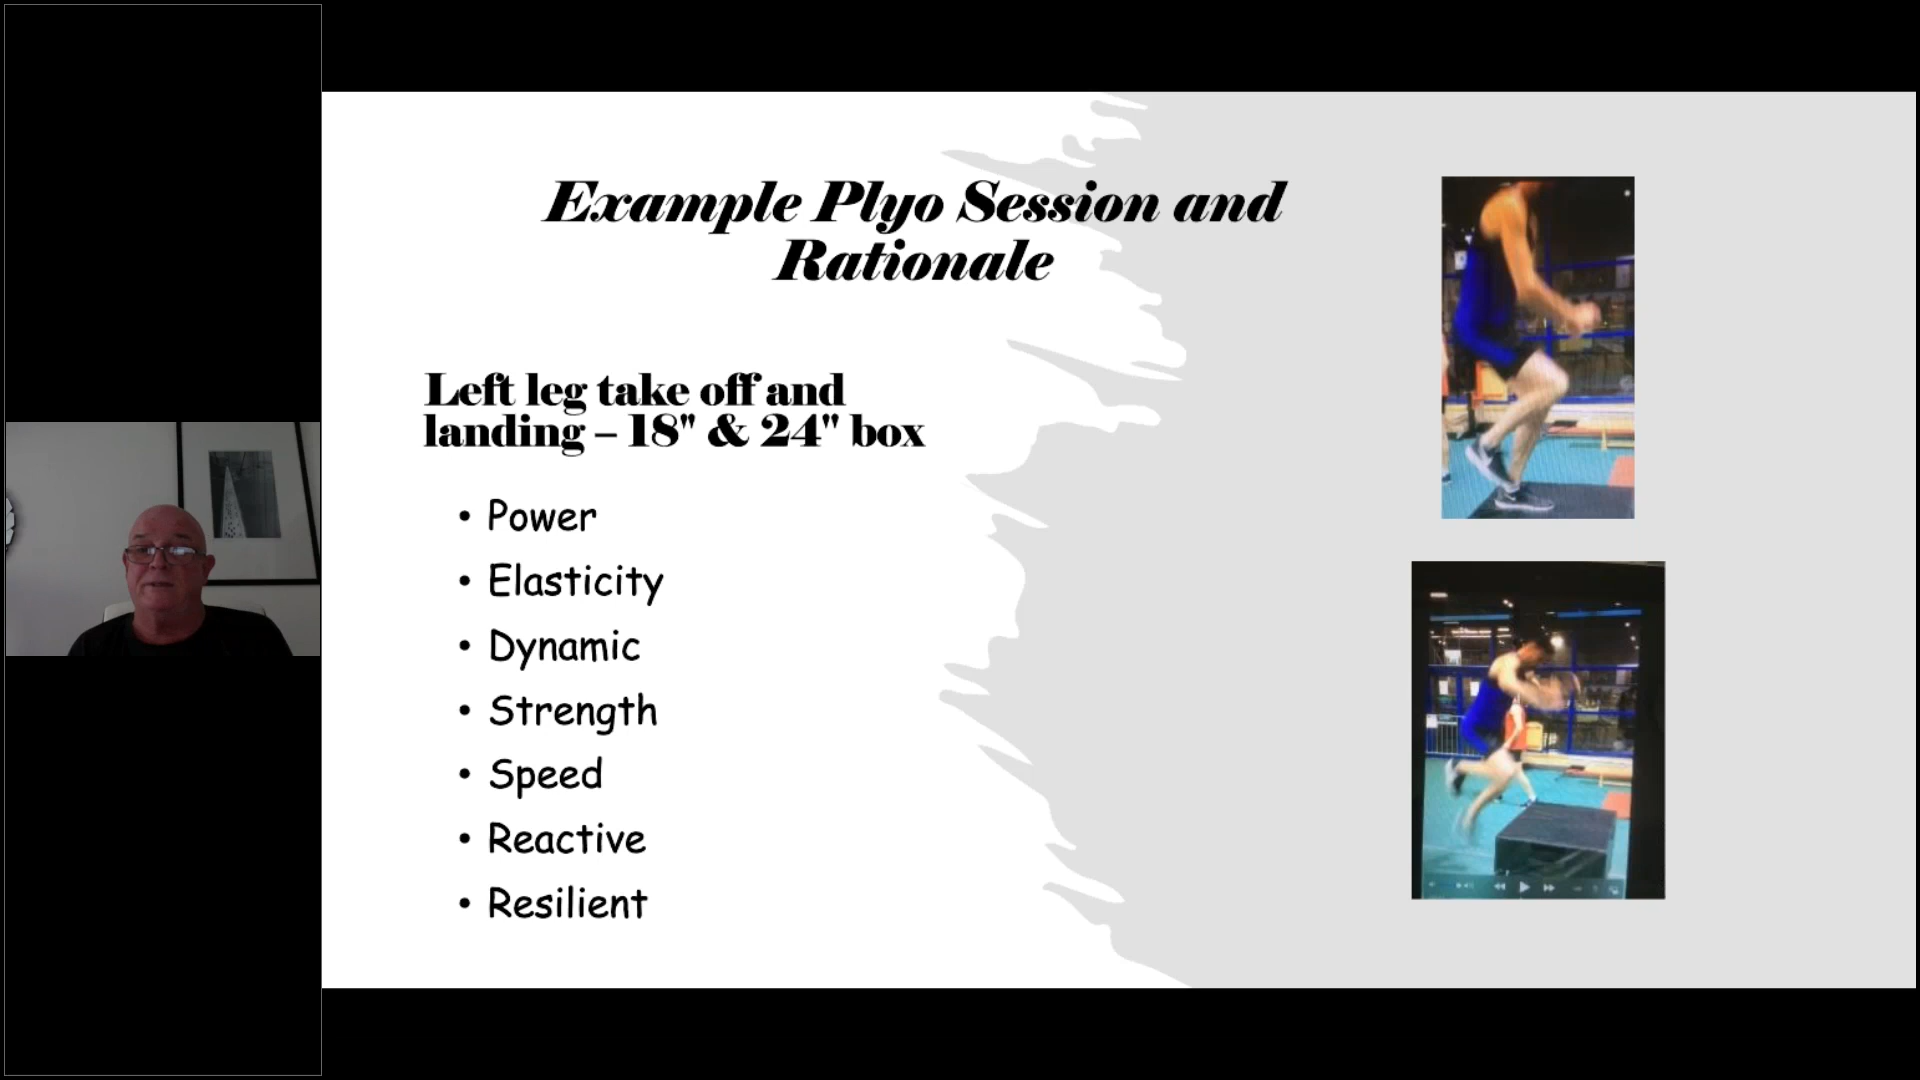 Example Plyo Session and
Rationale
Left leg take off and
landing – 18" & 24" box
• Power
• Elasticity
• Dynamic
• Strength
• Speed
• Reactive
• Resilient